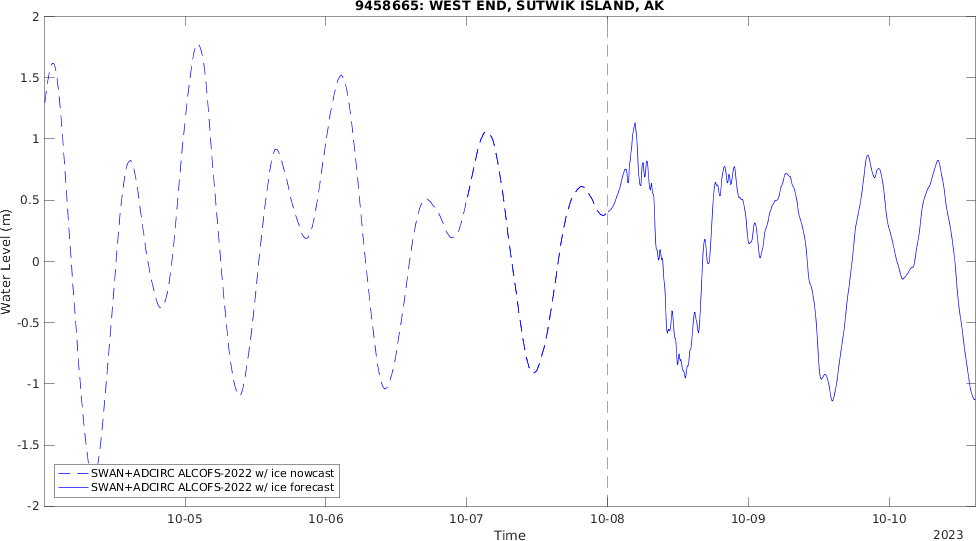 9458665: WEST END, SUTWIK ISLAND, AK
2
1.5
1
0.5
0
-0.5
-1
-1.5
-2
Water Level (m)
SWAN+ADCIRC ALCOFS-2022 w/ ice nowcast
SWAN+ADCIRC ALCOFS-2022 w/ ice forecast
10-05 10-06 10-07 10-08 10-09 10-10
Time
2023